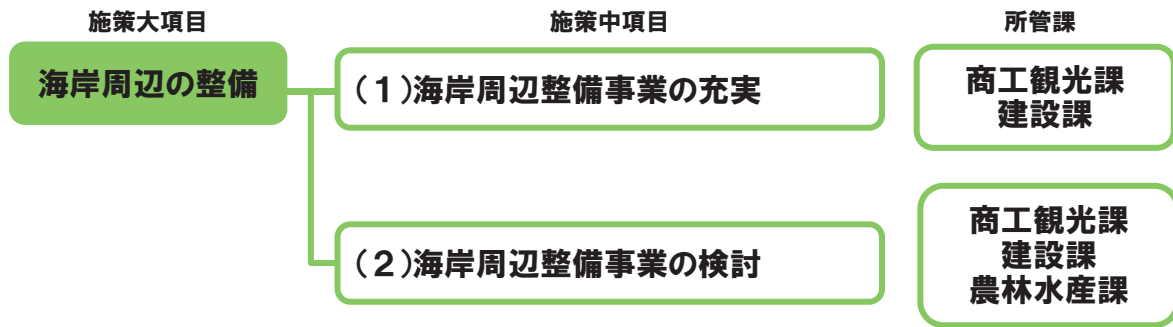 施策大項目
施策中項目
所管課
海岸周辺の整備
（１）海岸周辺整備事業の充実
商工観光課
建設課
（２）海岸周辺整備事業の検討
商工観光課
建設課
農林水産課